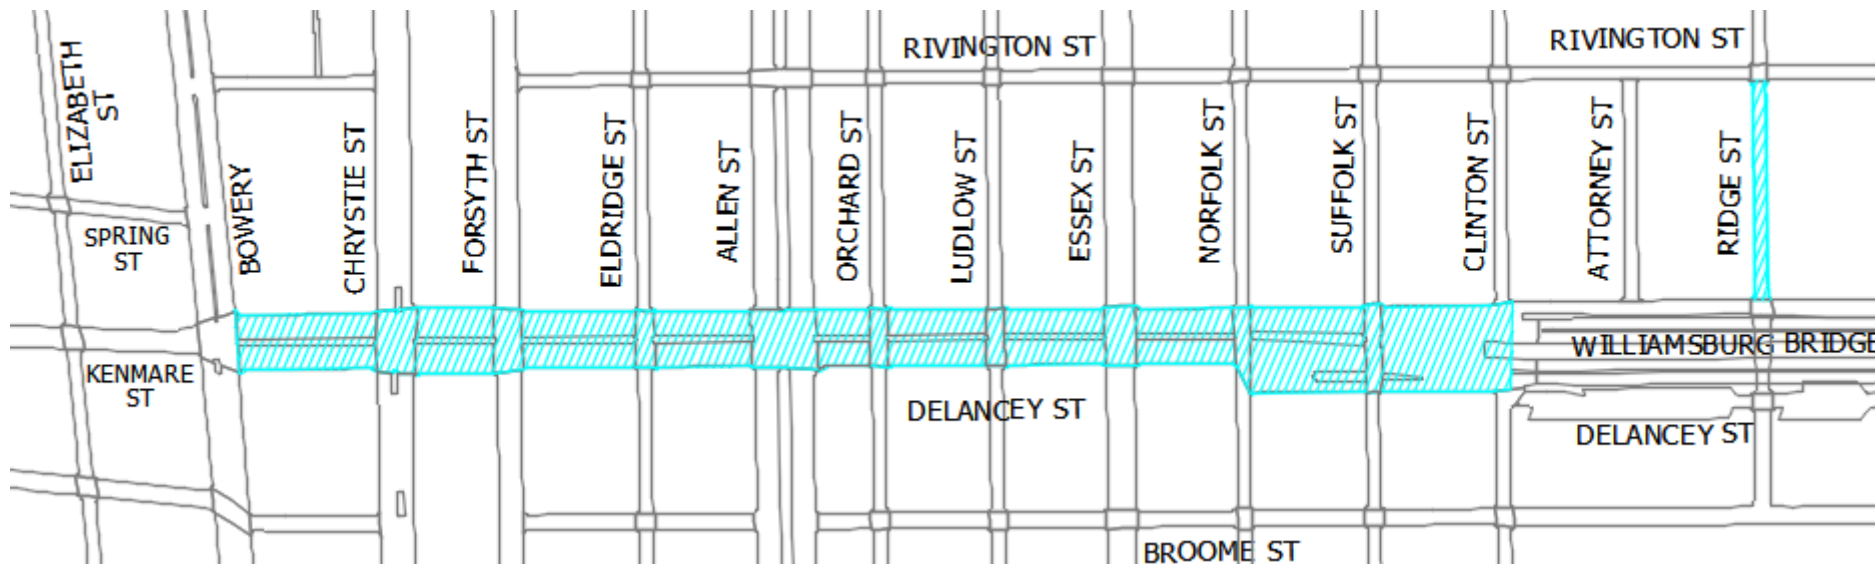 RIVINGTON ST
RIVINGTON ST
ELIZABETH
ST
BOWERY
CHRYSTIE ST
FORSYTH ST
ELDRIDGE ST
ALLEN ST
ORCHARD ST
LUDLOW ST
ESSEX ST
NORFOLK ST
SUFFOLK ST
CLINTON ST
ATTORNEY ST
RIDGE ST
SPRING
ST
KENMARE
ST
WILLIAMSBURG BRIDGE
DELANCEY ST
DELANCEY ST
BROOME ST